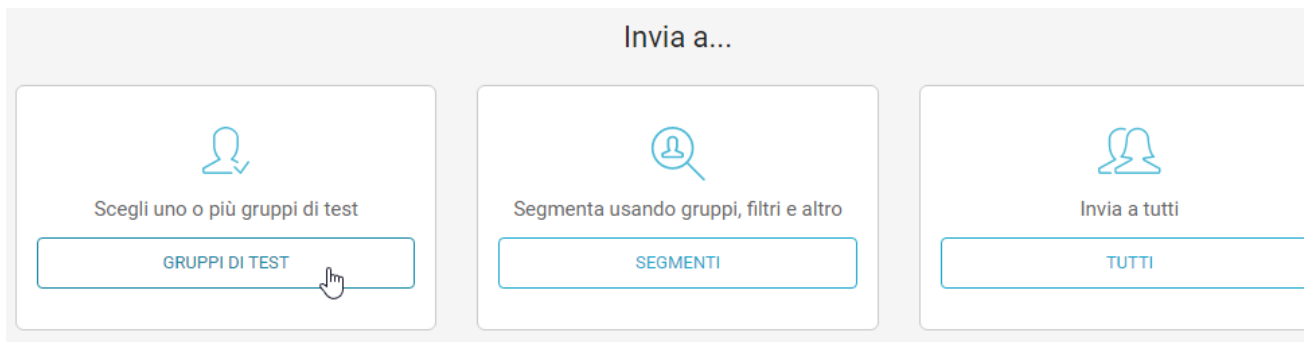 Invia a...
Scegli uno o più gruppi di test
GRUPPI DI TEST
Segmenta usando gruppi, filtri e altro
SEGMENTI
Invia a tutti
TUTTI